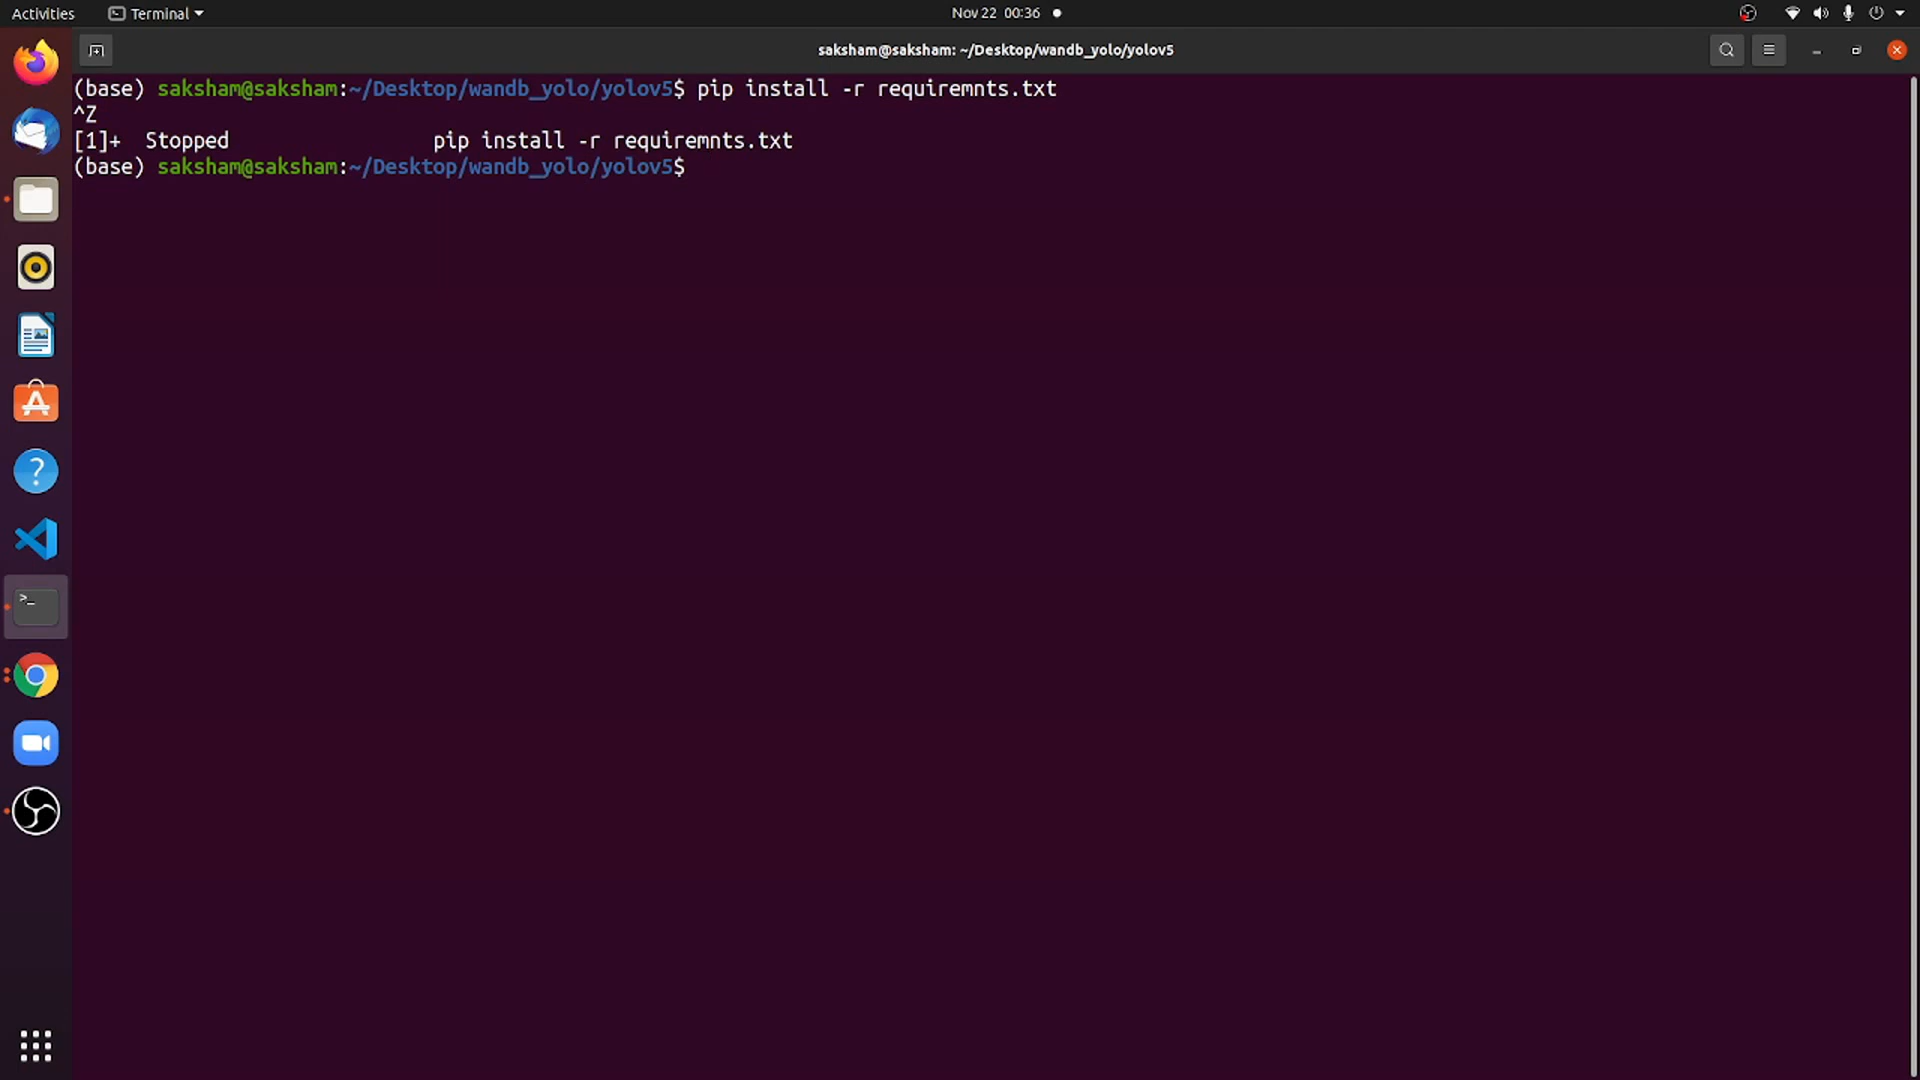 Activities Terminal Nov 22 00:36
saksham@saksham: ~/Desktop/wandb_yolo/yolov5
(base) saksham@saksham:~/Desktop/wandb_yolo/yolov5$ pip install -r requiremnts.txt
^Z
[1]+  Stopped                 pip install -r requiremnts.txt
(base) saksham@saksham:~/Desktop/wandb_yolo/yolov5$